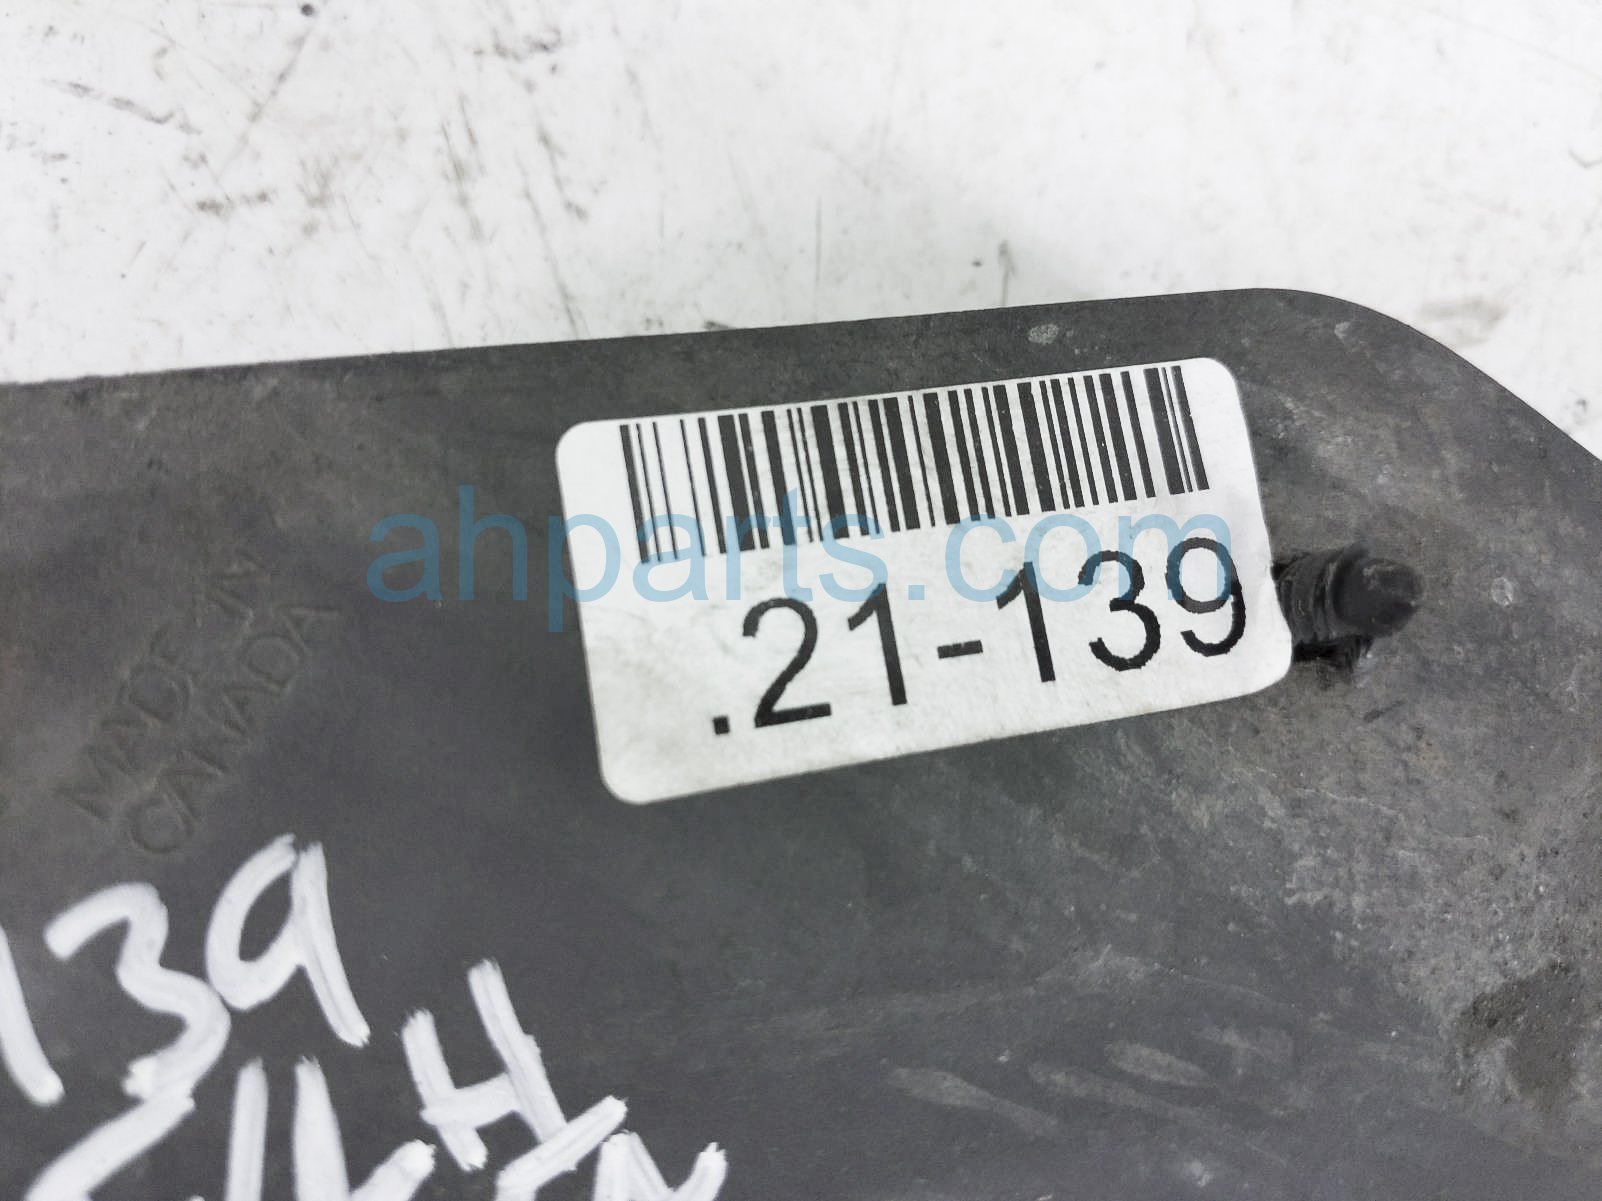 ahparts.com
.21-139
MADE IN
CANADA
139